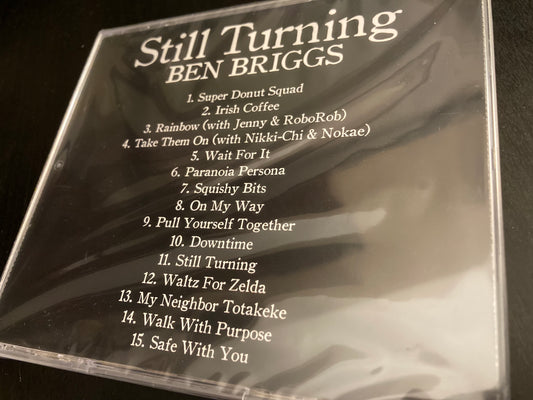 Still Turning
BEN BRIGGS
1. Super Donut Squad
2. Irish Coffee
3. Rainbow (with Jenny & RoboRob)
4. Take Them On (with Nikki-Chi & Nokae)
5. Wait For It
6. Paranoia Persona
7. Squishy Bits
8. On My Way
9. Pull Yourself Together
10. Downtime
11. Still Turning
12. Waltz For Zelda
13. My Neighbor Totakeke
14. Walk With Purpose
15. Safe With You